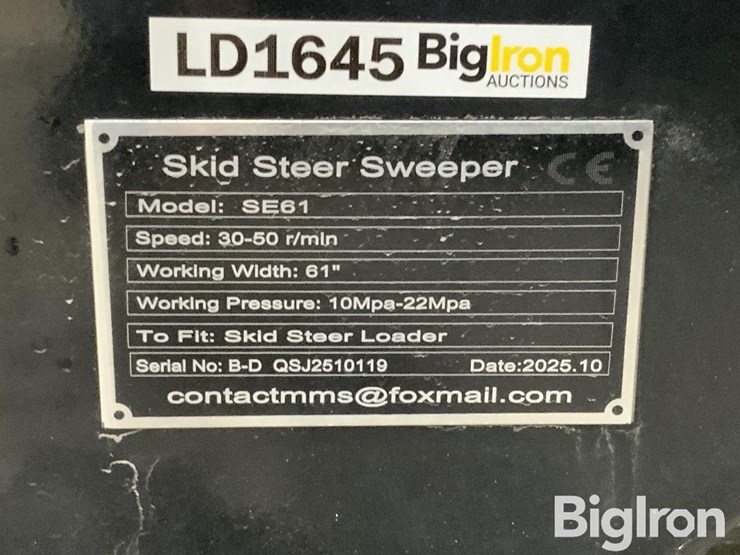 LD1645 BigIron
AUCTIONS
Skid Steer Sweeper CE
Model: SE61
Speed: 30-50 r/min
Working Width: 61"
Working Pressure: 10Mpa-22Mpa
To Fit: Skid Steer Loader
Serial No: B-D QSJ2510119 Date:2025.10
contactmms@foxmail.com
BigIron